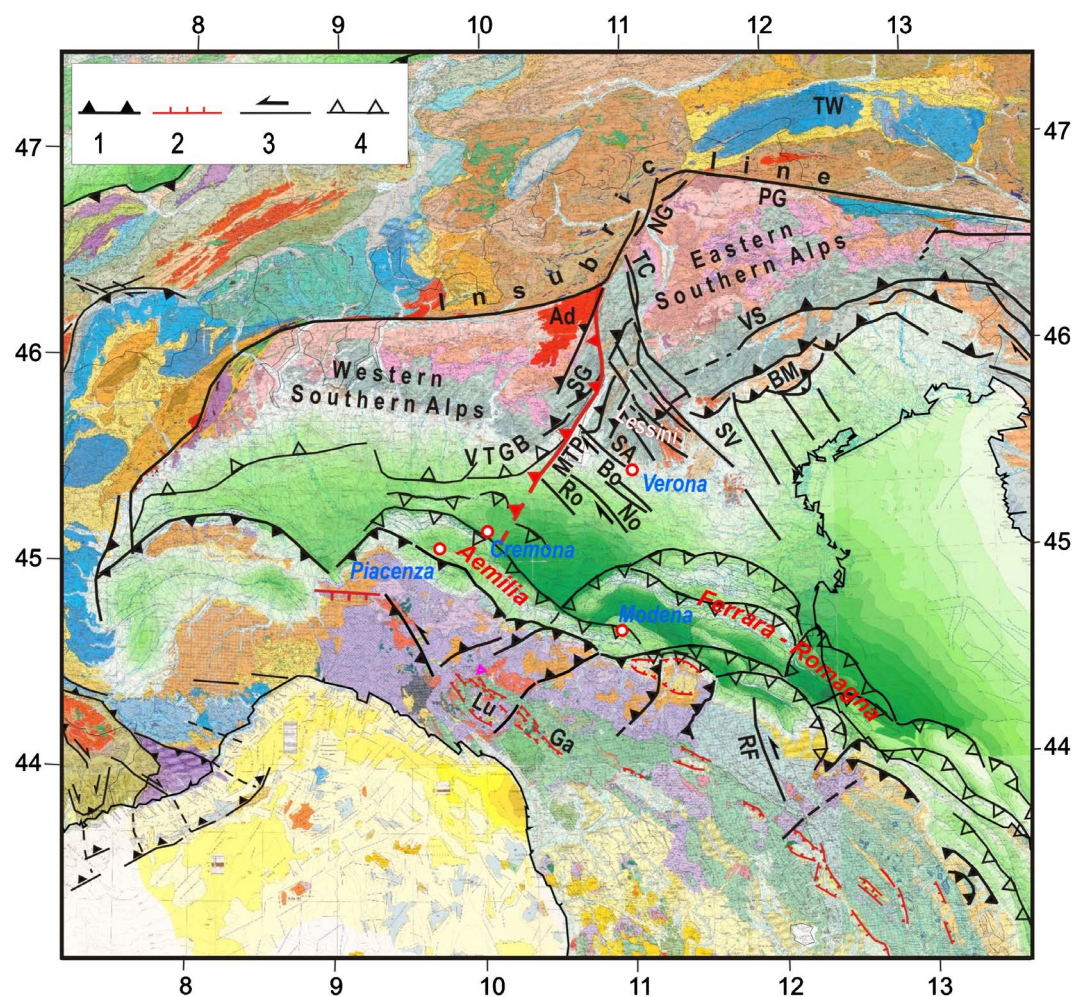 8 9 10 11 12 13
1 2 3 4
TW
47 47
Insubric line
NG
PG
TC
Eastern
Southern Alps
Ad
VS
46 46
Western
Southern Alps
SG
BM
Lessini
SV
VTGB
MTP
SA
Bo
Verona
Ro
No
Cremona
45 45
Piacenza
Aemilia
Modena
Ferrara - Romagna
Lu
Ga
RF
44 44
8 9 10 11 12 13